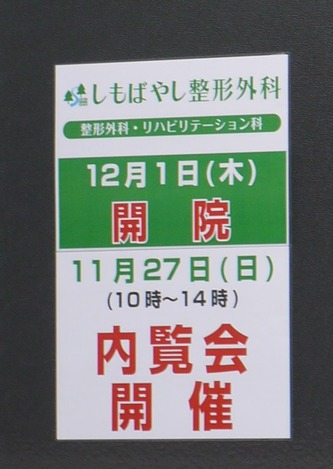 しもばやし整形外科
整形外科・リハビリテーション科
12月1日(木)
開院
11月27日(日)
(10時～14時)
内覧会
開催